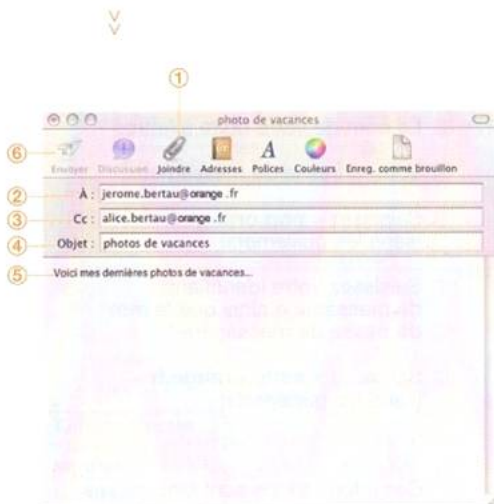 ①
photo de vacances
⑥ Envoyer Discussion Joindre Adresses Polices Couleurs Enreg. comme brouillon
② À : jerome.bertau@orange .fr
③ Cc : alice.bertau@orange .fr
④ Objet : photos de vacances
⑤ Voici mes dernières photos de vacances...